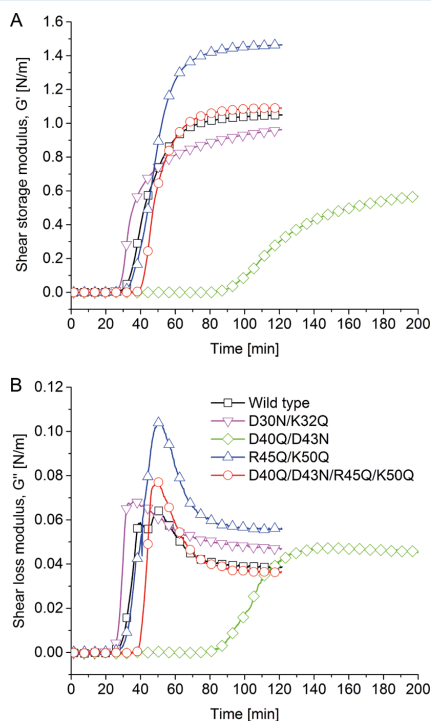 A
1.6
1.4
1.2
1.0
0.8
0.6
0.4
0.2
0.0
Shear storage modulus, G' [N/m]
0 20 40 60 80 100 120 140 160 180 200
Time [min]
B
0.12
0.10
0.08
0.06
0.04
0.02
0.00
Shear loss modulus, G'' [N/m]
Wild type
D30N/K32Q
D40Q/D43N
R45Q/K50Q
D40Q/D43N/R45Q/K50Q
0 20 40 60 80 100 120 140 160 180 200
Time [min]